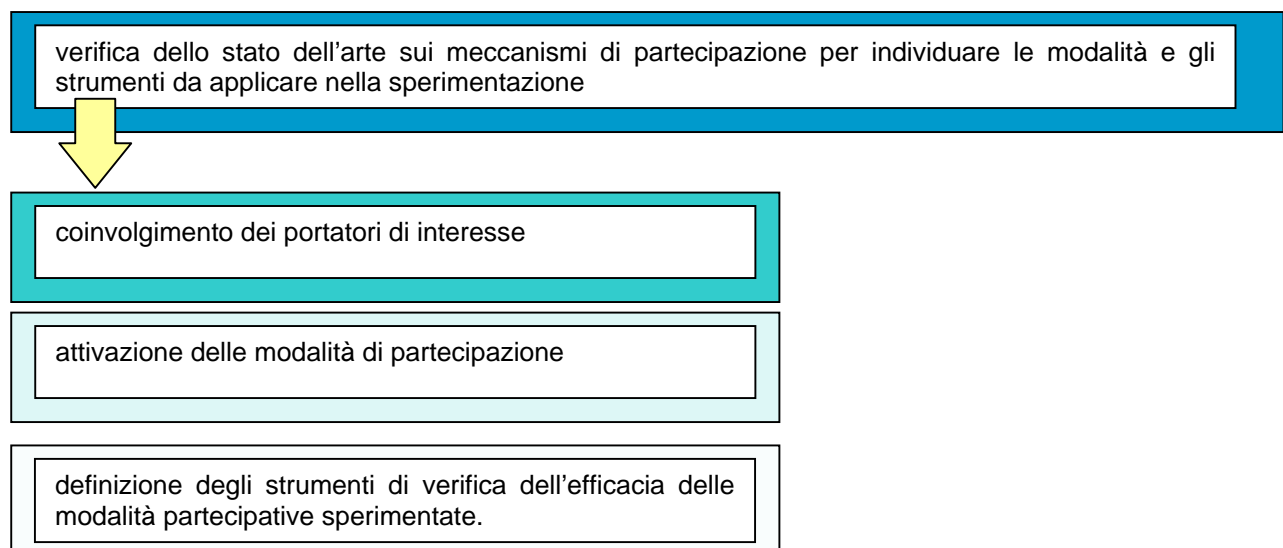 verifica dello stato dell’arte sui meccanismi di partecipazione per individuare le modalità e gli
strumenti da applicare nella sperimentazione
coinvolgimento dei portatori di interesse
attivazione delle modalità di partecipazione
definizione degli strumenti di verifica dell’efficacia delle
modalità partecipative sperimentate.